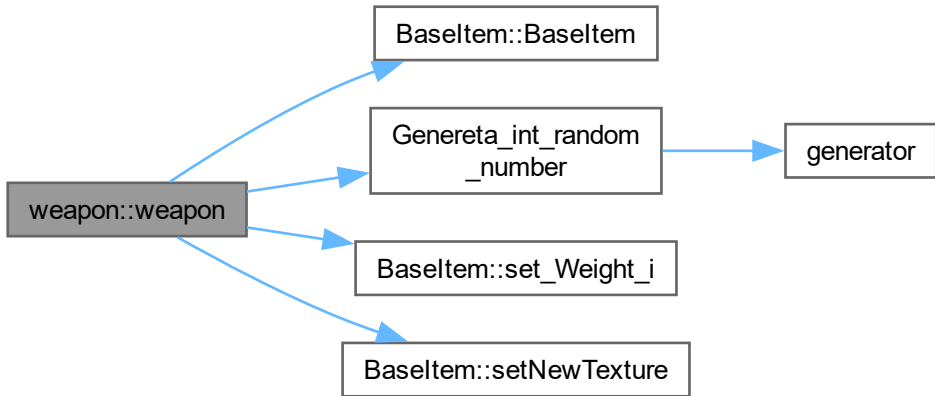 BaseItem::BaseItem
Genereta_int_random
_number
generator
weapon::weapon
BaseItem::set_Weight_i
BaseItem::setNewTexture